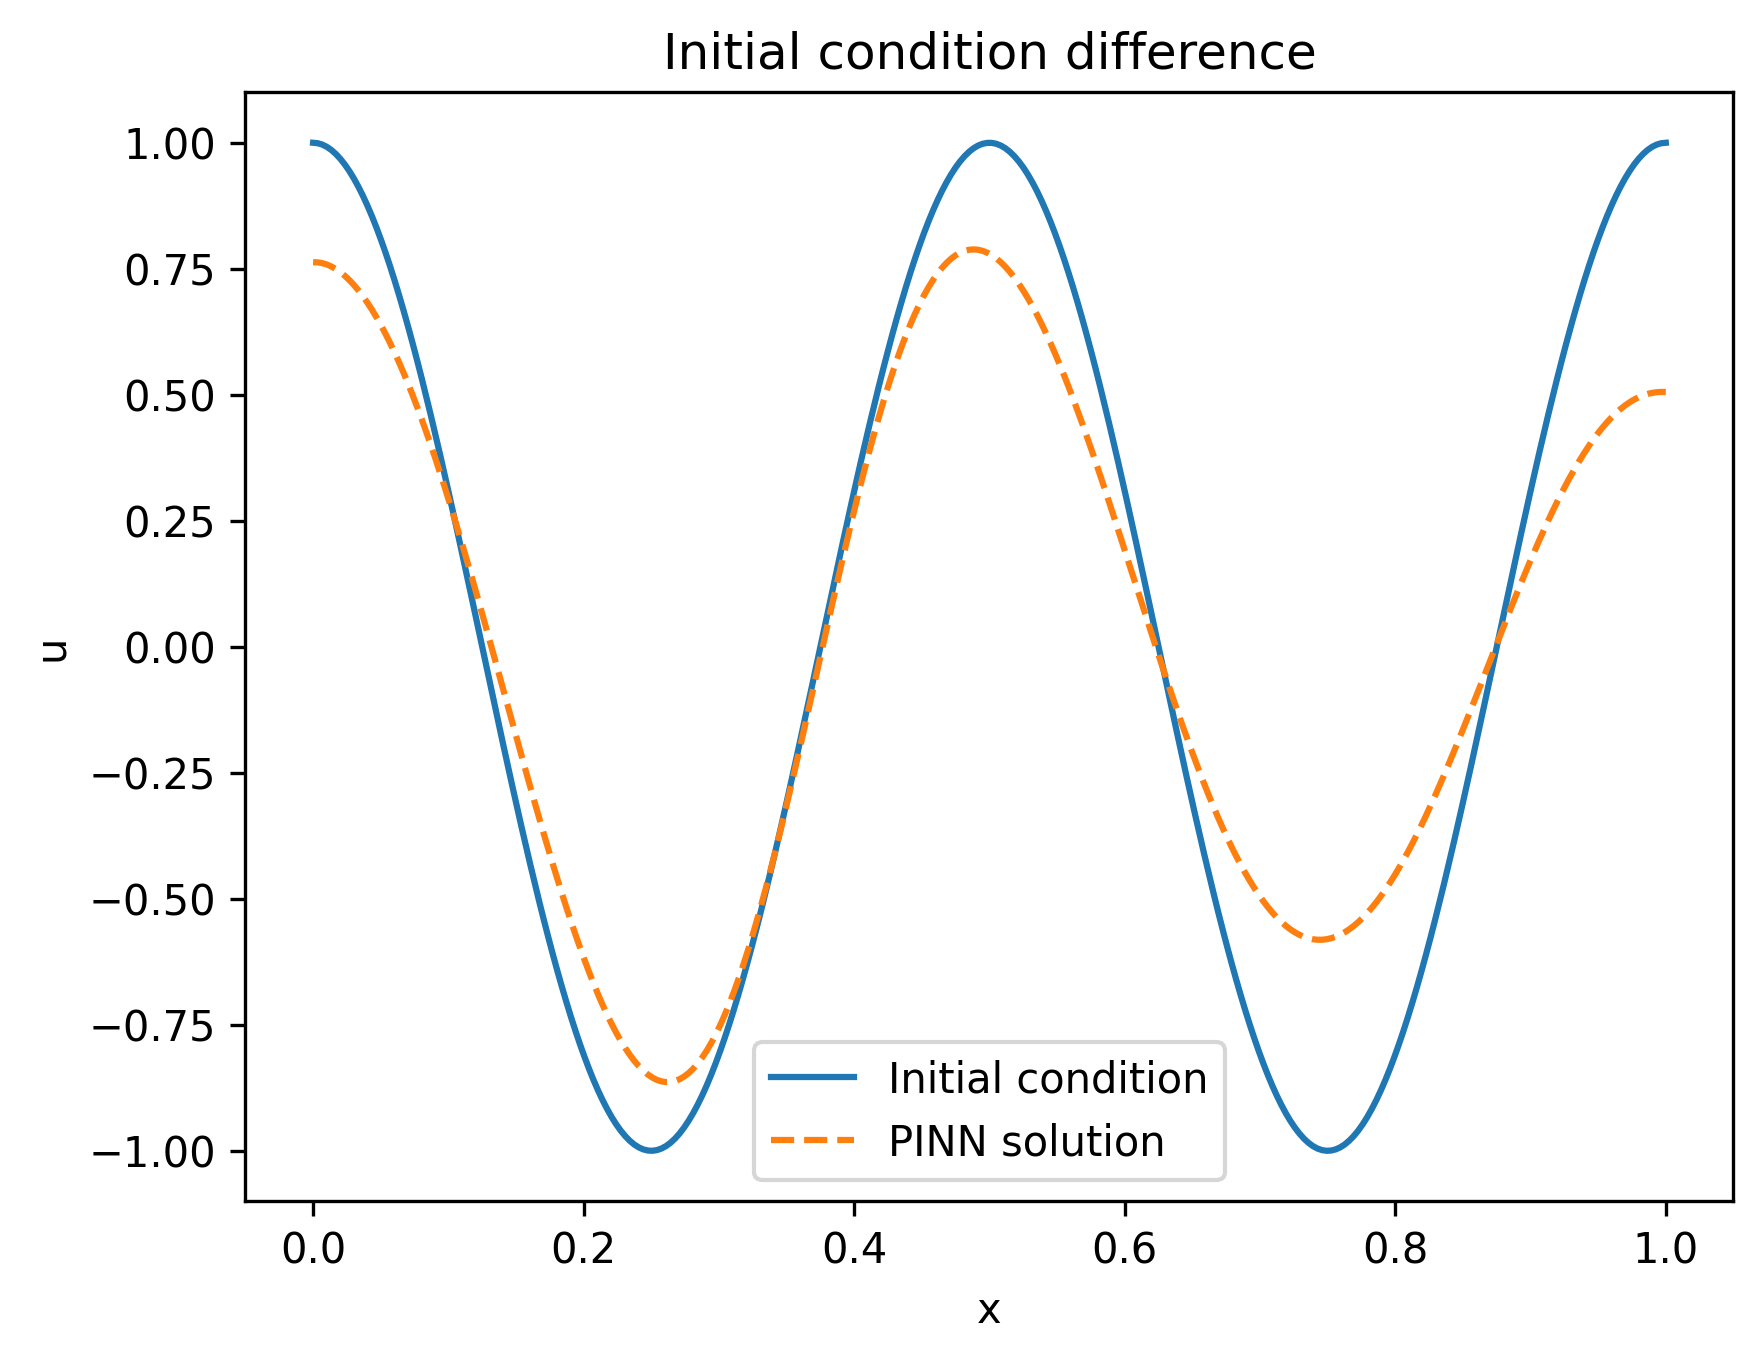 Initial condition difference
1.00
0.75
0.50
0.25
0.00
−0.25
−0.50
−0.75
−1.00
u
Initial condition
PINN solution
0.0 0.2 0.4 0.6 0.8 1.0
x